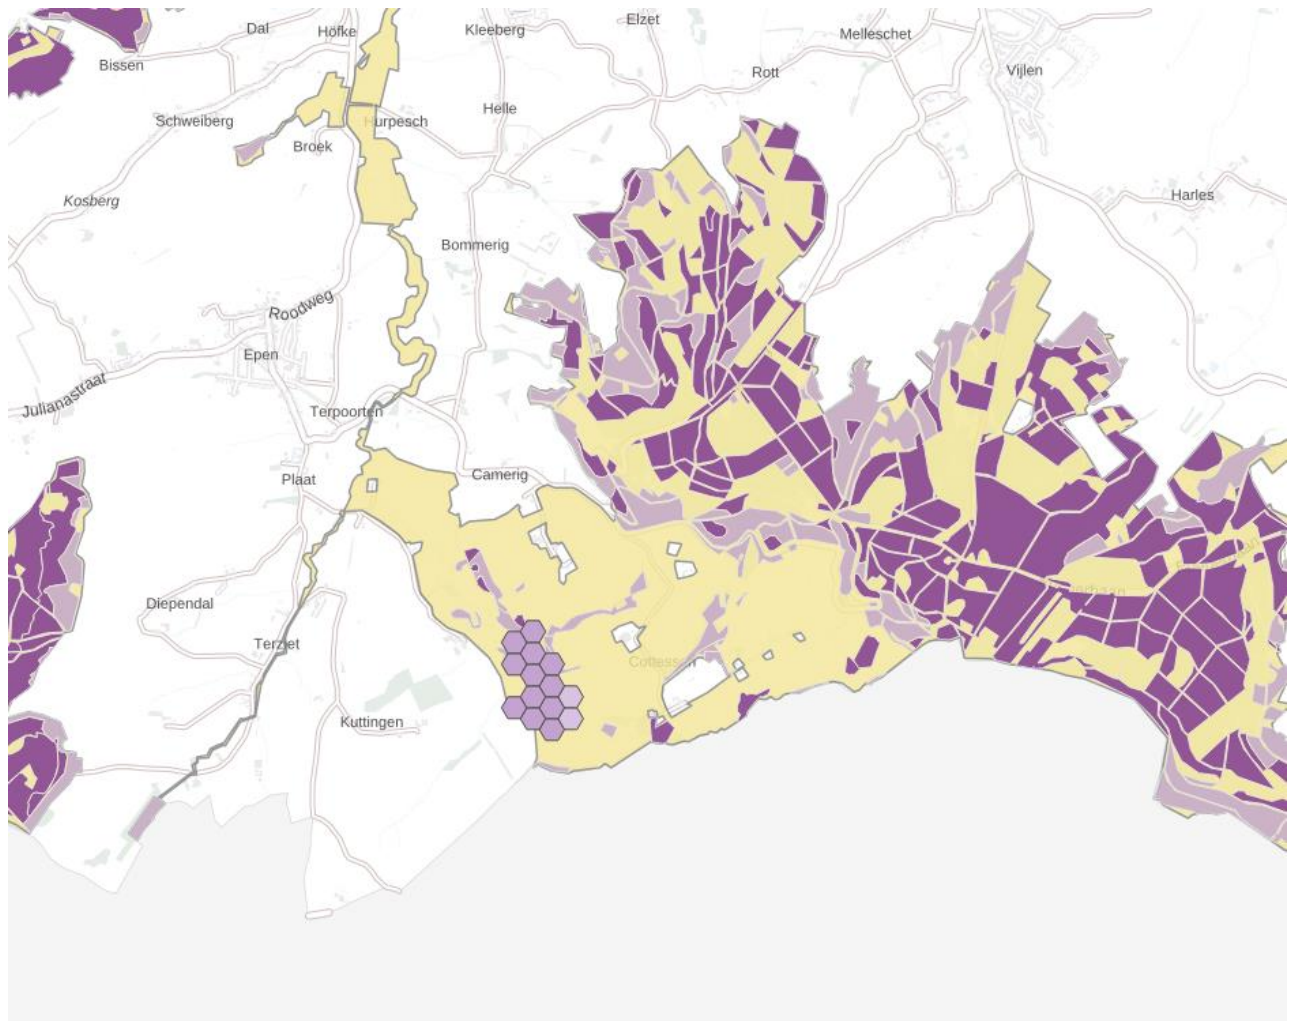 Elzet
Dal
Höfke
Kleeberg
Melleschet
Bissen
Rott
Vijlen
Helle
Schweiberg
Hurpesch
Broek
Kosberg
Harles
Bommerig
Roodweg
Epen
Julianastraat
Terpoorten
Plaat
Camerig
Diependal
Terziet
Kuttingen